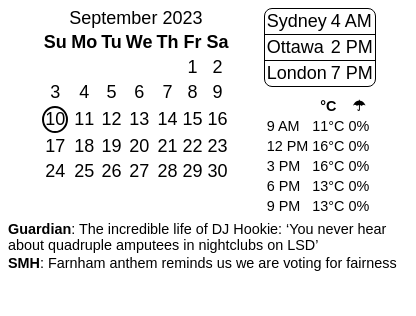 September 2023
Su Mo Tu We Th Fr Sa
1 2
3 4 5 6 7 8 9
10 11 12 13 14 15 16
17 18 19 20 21 22 23
24 25 26 27 28 29 30
Sydney 4 AM
Ottawa 2 PM
London 7 PM
°C ☂
9 AM 11°C 0%
12 PM 16°C 0%
3 PM 16°C 0%
6 PM 13°C 0%
9 PM 13°C 0%
Guardian: The incredible life of DJ Hookie: ‘You never hear
about quadruple amputees in nightclubs on LSD’
SMH: Farnham anthem reminds us we are voting for fairness